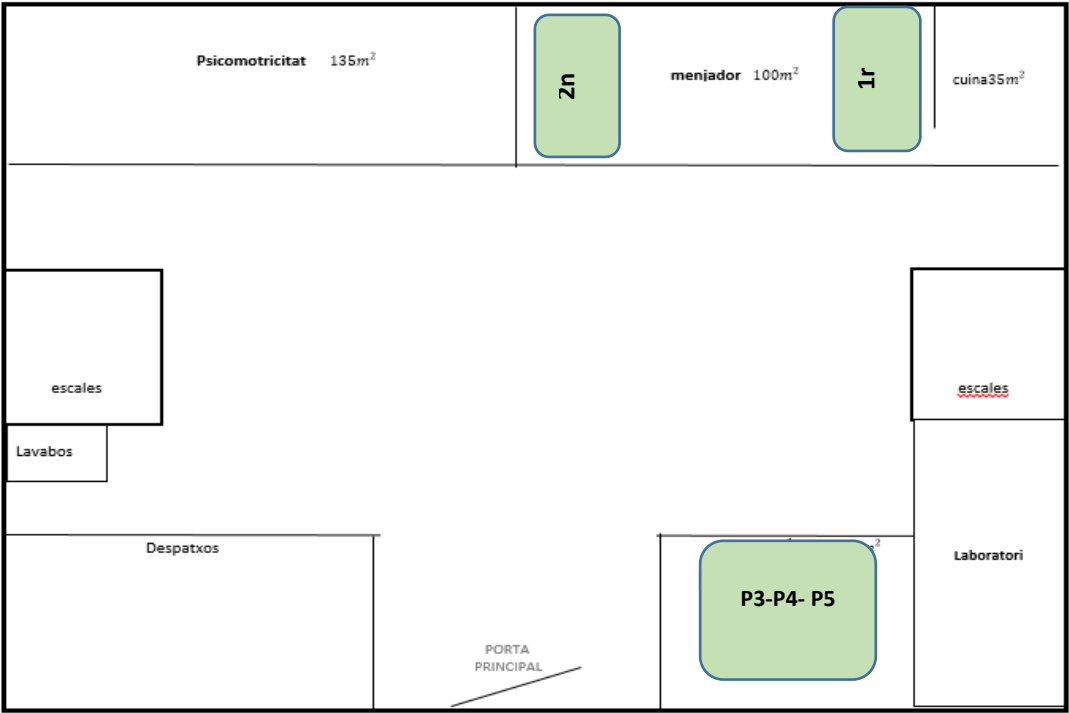 Psicomotricitat 135m²
2n
menjador 100m²
1r
cuina35m²
escales
escales
Lavabos
Despatxos
Laboratori
P3-P4- P5
PORTA
PRINCIPAL